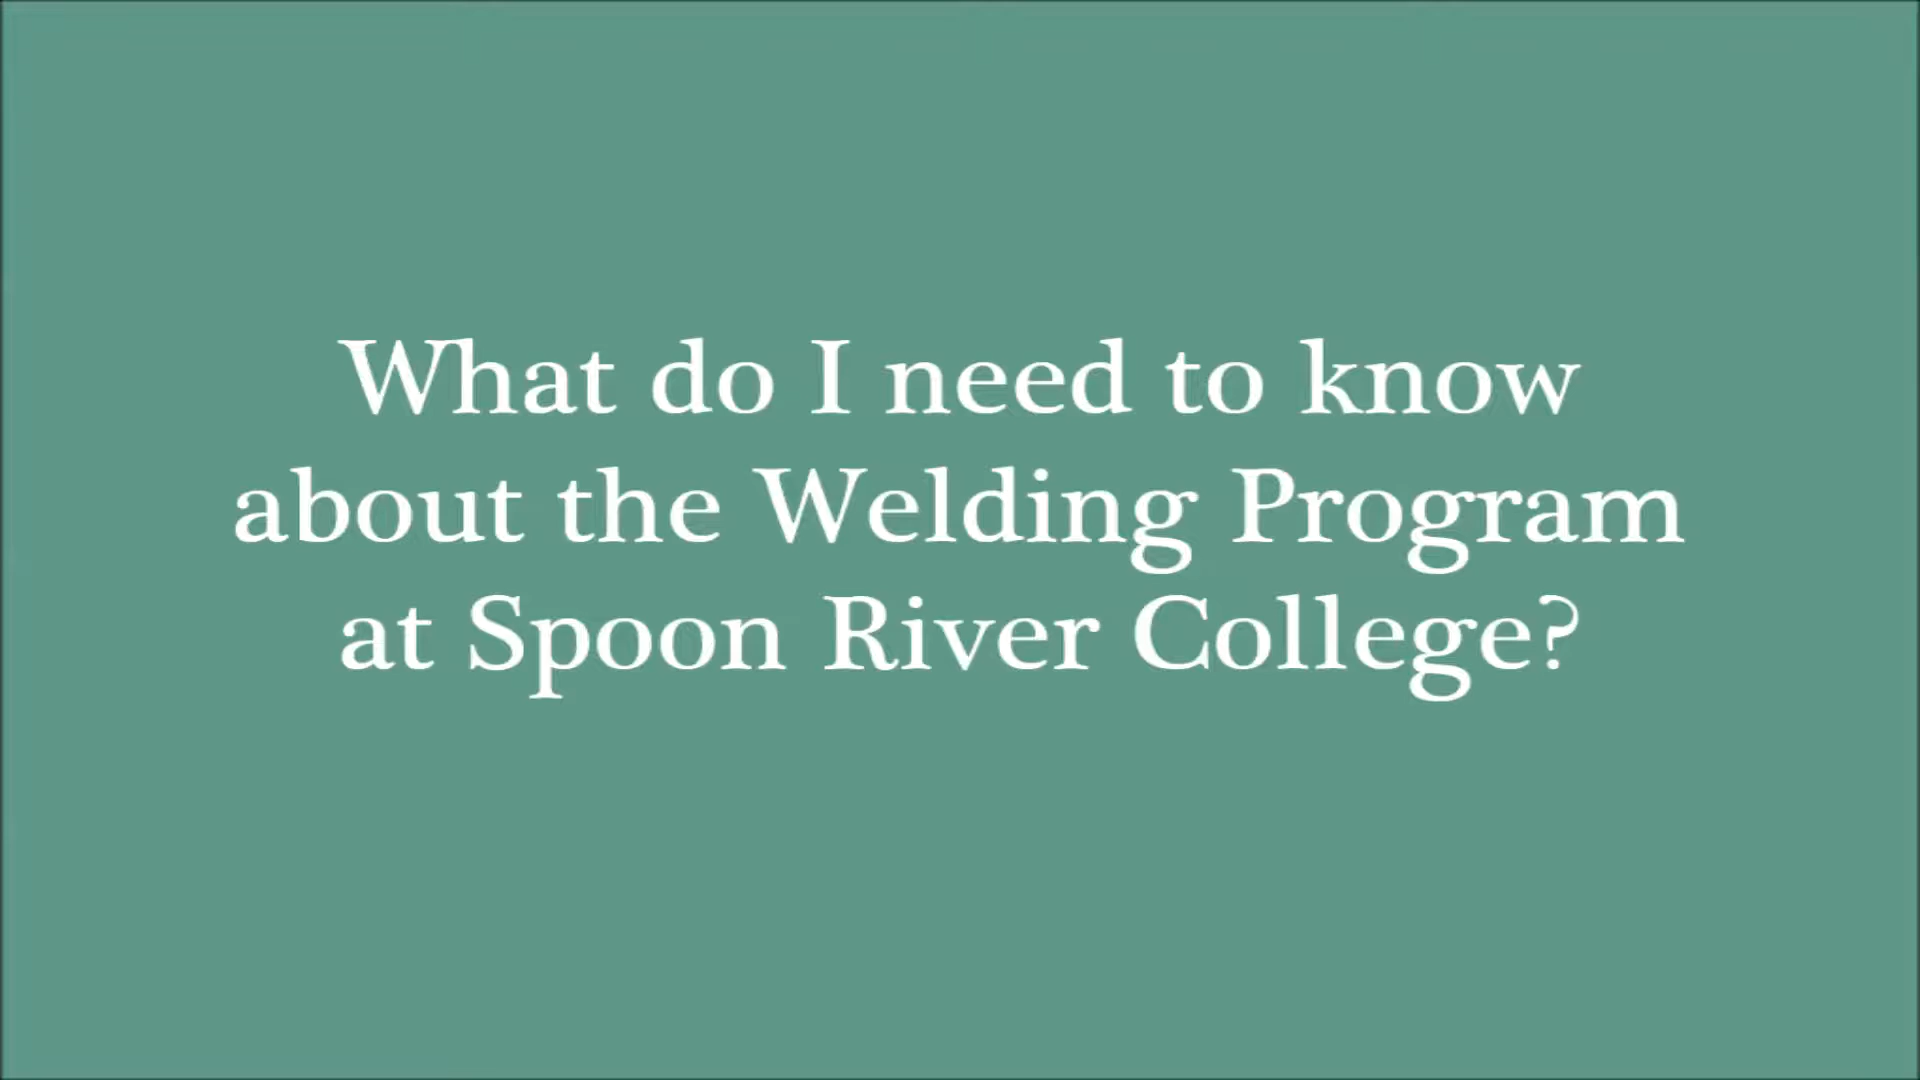 What do I need to know
about the Welding Program
at Spoon River College?